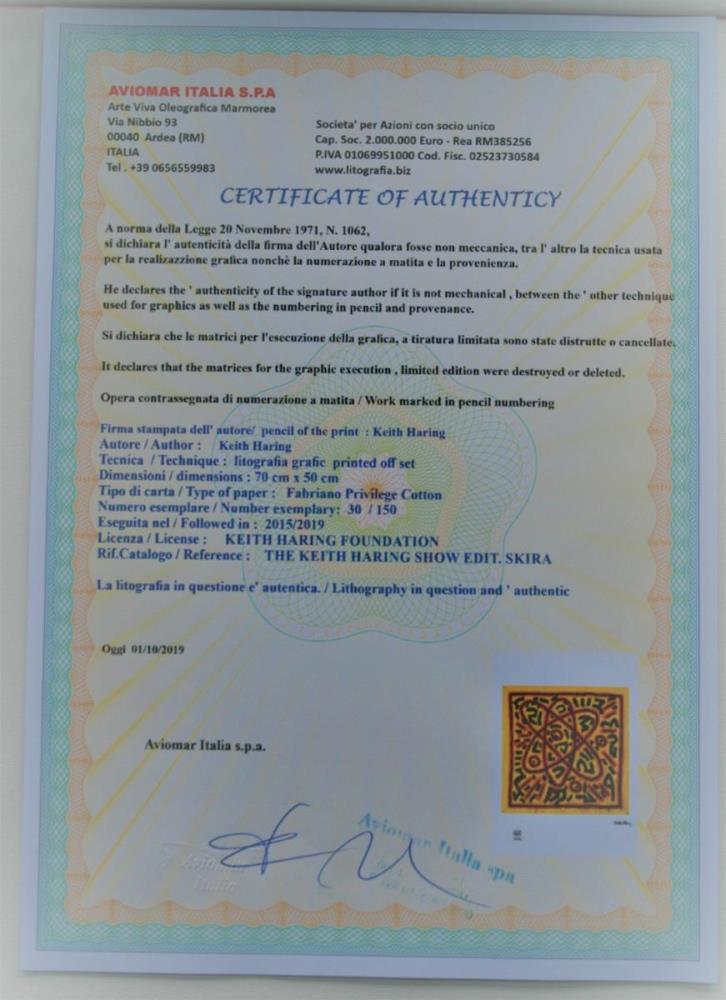 AVIOMAR ITALIA S.P.A
Arte Viva Oleografica Marmorea
Via Nibbio 93
00040 Ardea (RM)
ITALIA
Tel . +39 0656559983
Societa' per Azioni con socio unico
Cap. Soc. 2.000.000 Euro - Rea RM385256
P.IVA 01069951000 Cod. Fisc. 02523730584
www.litografia.biz
CERTIFICATE OF AUTHENTICY
A norma della Legge 20 Novembre 1971, N. 1062,
si dichiara l' autenticità della firma dell'Autore qualora fosse non meccanica, tra l' altro la tecnica usata
per la realizazzione grafica nonchè la numerazione a matita e la provenienza.
He declares the ' authenticity of the signature author if it is not mechanical , between the ' other technique
used for graphics as well as the numbering in pencil and provenance.
Si dichiara che le matrici per l'esecuzione della grafica, a tiratura limitata sono state distrutte o cancellate.
It declares that the matrices for the graphic execution , limited edition were destroyed or deleted.
Opera contrassegnata di numerazione a matita / Work marked in pencil numbering
Firma stampata dell' autore/ pencil of the print : Keith Haring
Autore / Author : Keith Haring
Tecnica / Technique : litografia grafic printed off set
Dimensioni / dimensions : 70 cm x 50 cm
Tipo di carta / Type of paper : Fabriano Privilege Cotton
Numero esemplare / Number exemplary: 30 / 150
Eseguita nel / Followed in : 2015/2019
Licenza / License : KEITH HARING FOUNDATION
Rif.Catalogo / Reference : THE KEITH HARING SHOW EDIT. SKIRA
La litografia in questione e' autentica. / Lithography in question and ' authentic
Oggi 01/10/2019
Aviomar Italia s.p.a.
Aviomar Italia spa
Aviomar
Italia